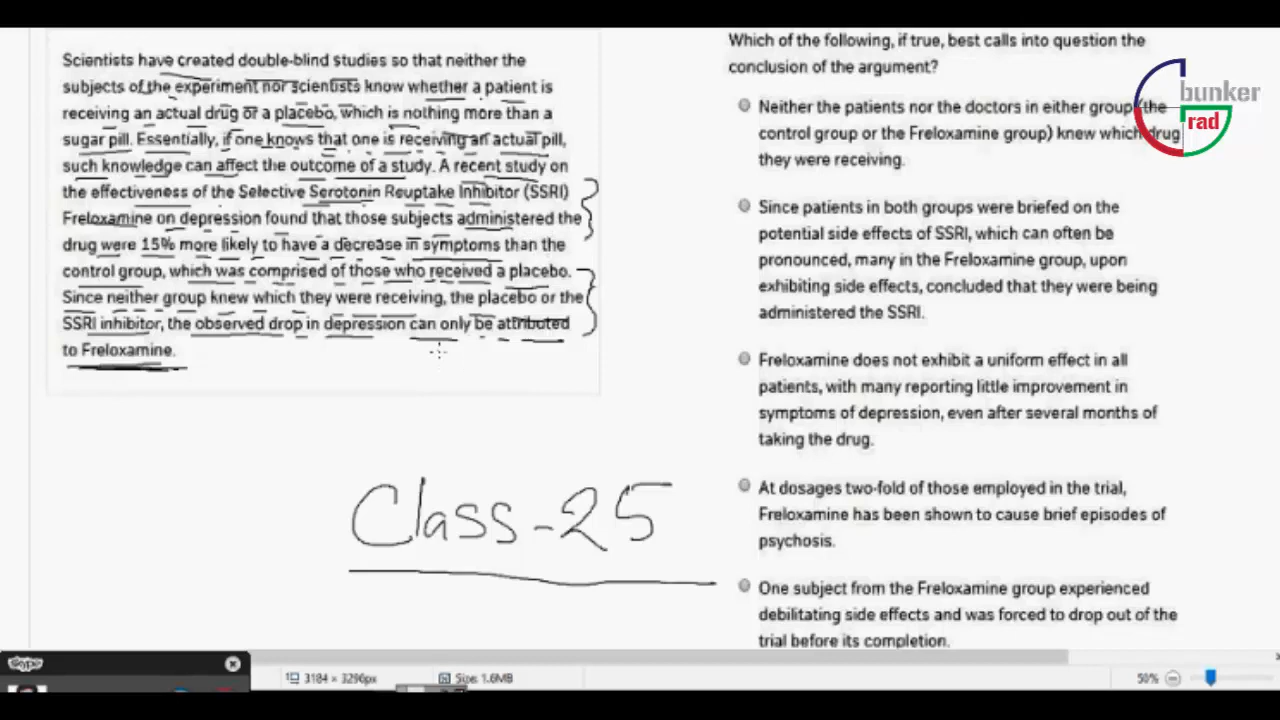 Scientists have created double-blind studies so that neither the
subjects of the experiment nor scientists know whether a patient is
receiving an actual drug or a placebo, which is nothing more than a
sugar pill. Essentially, if one knows that one is receiving an actual pill,
such knowledge can affect the outcome of a study. A recent study on
the effectiveness of the Selective Serotonin Reuptake Inhibitor (SSRI)
Freloxamine on depression found that those subjects administered the
drug were 15% more likely to have a decrease in symptoms than the
control group, which was comprised of those who received a placebo.
Since neither group knew which they were receiving, the placebo or the
SSRI inhibitor, the observed drop in depression can only be attributed
to Freloxamine.
Class-25
Which of the following, if true, best calls into question the
conclusion of the argument?
Neither the patients nor the doctors in either group (the
control group or the Freloxamine group) knew which drug
they were receiving.
Since patients in both groups were briefed on the
potential side effects of SSRI, which can often be
pronounced, many in the Freloxamine group, upon
exhibiting side effects, concluded that they were being
administered the SSRI.
Freloxamine does not exhibit a uniform effect in all
patients, with many reporting little improvement in
symptoms of depression, even after several months of
taking the drug.
At dosages two-fold of those employed in the trial,
Freloxamine has been shown to cause brief episodes of
psychosis.
One subject from the Freloxamine group experienced
debilitating side effects and was forced to drop out of the
trial before its completion.
bunker
rad
skype
3184 × 3296px
Size: 1.6MB
50%